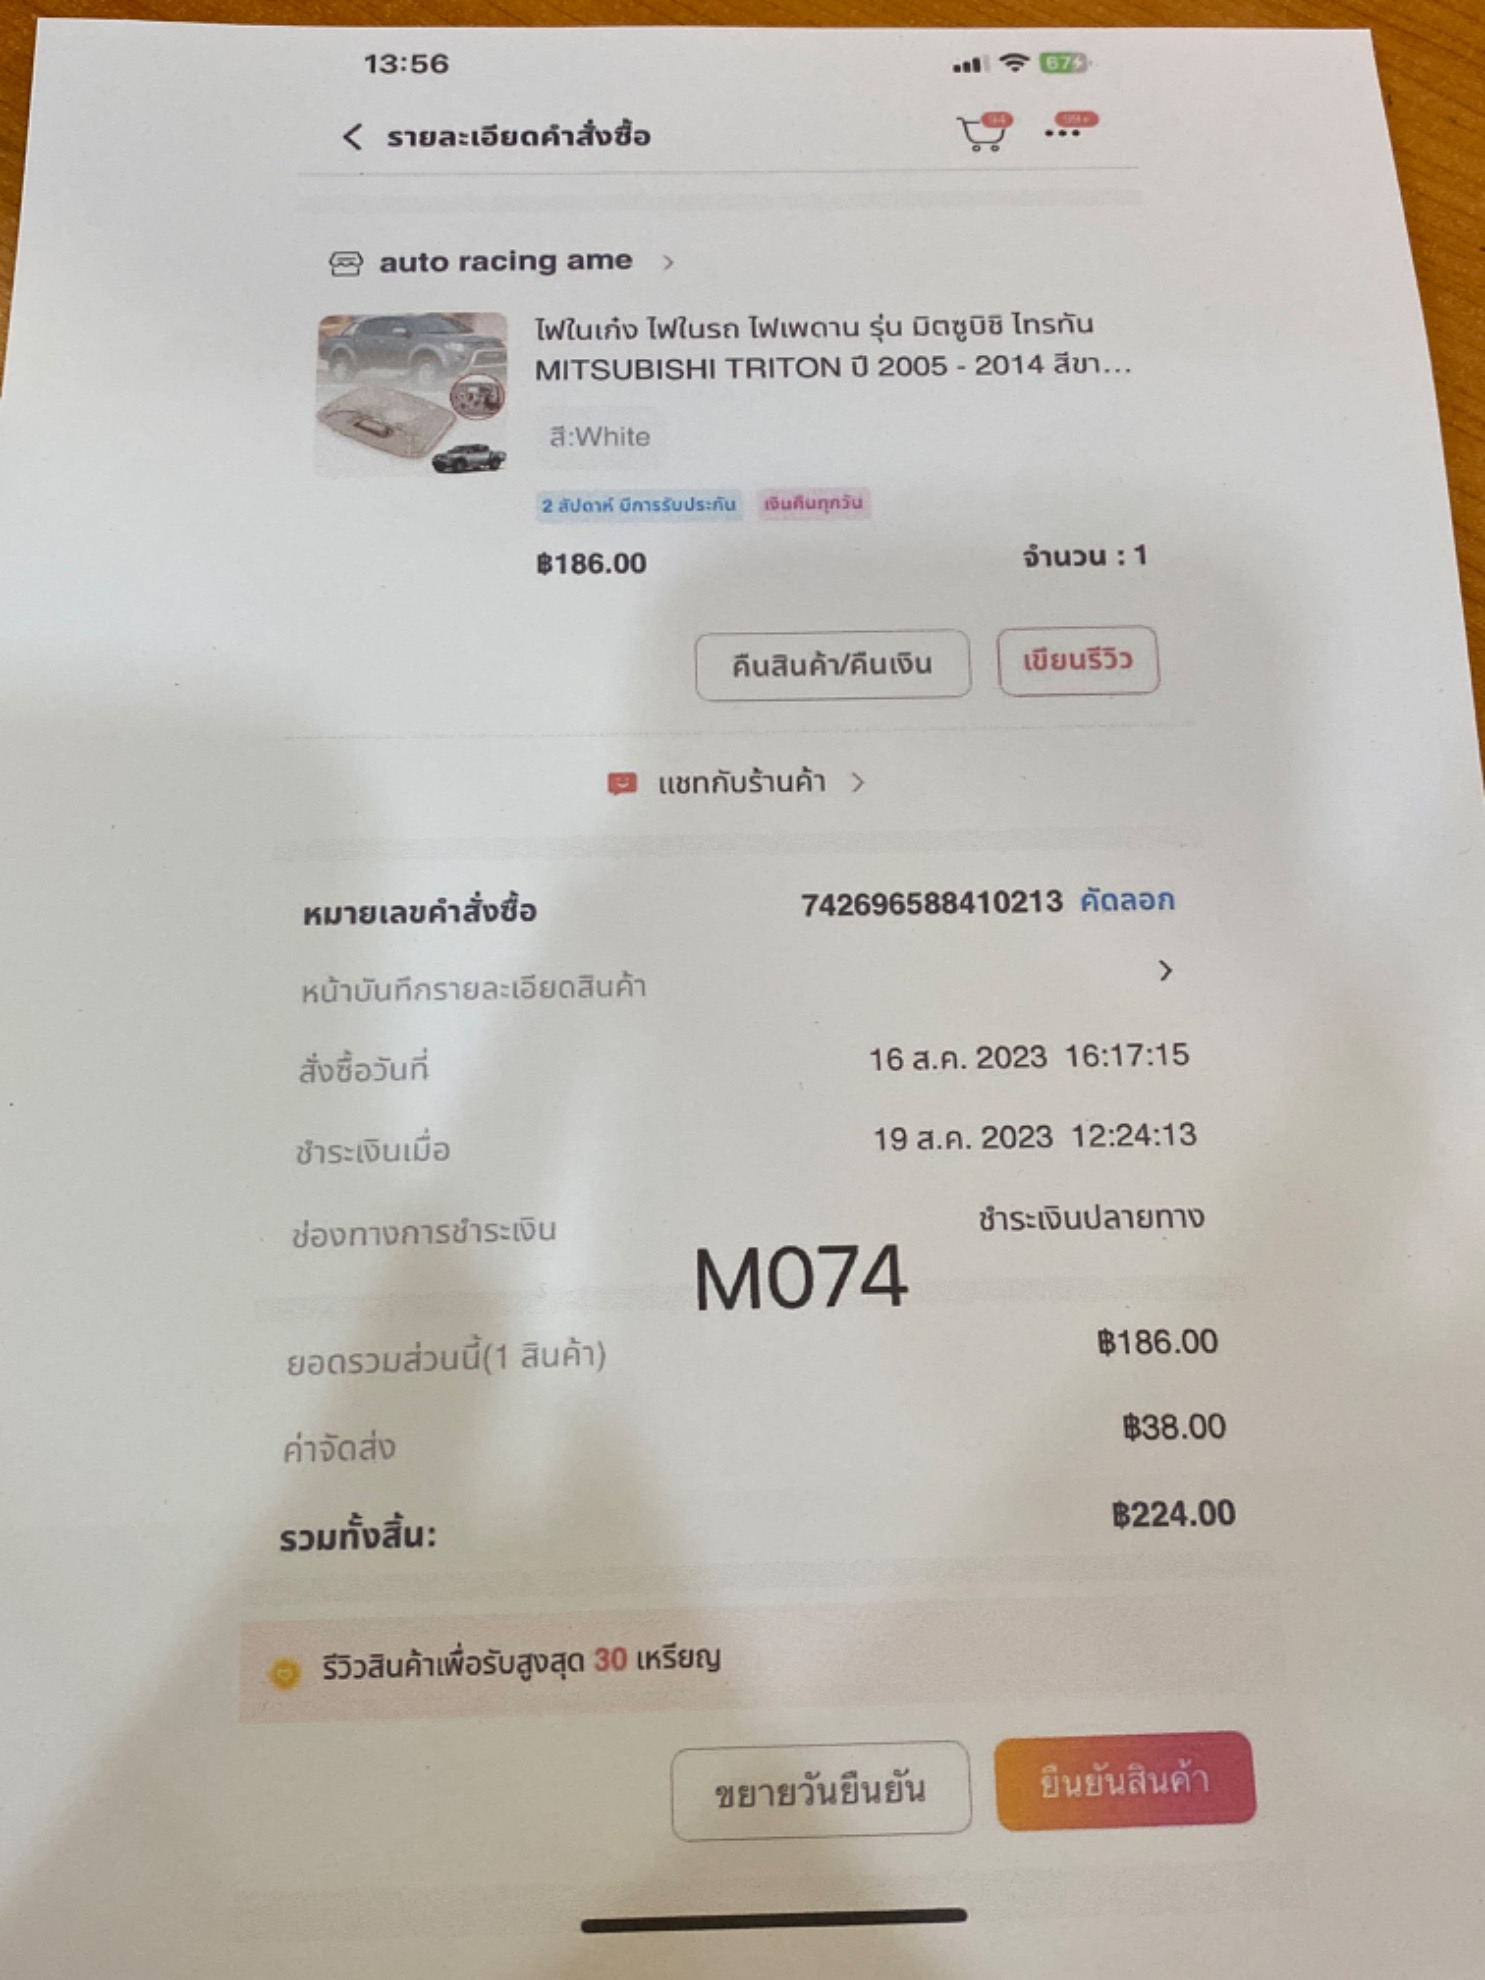 13:56
67
รายละเอียดคำสั่งซื้อ
94
99+
auto racing ame
ไฟในเก๋ง ไฟในรถ ไฟเพดาน รุ่น มิตซูบิชิ ไทรทัน
MITSUBISHI TRITON ปี 2005 - 2014 สีขา...
สี:White
2 สัปดาห์ มีการรับประกัน เงินคืนทุกวัน
฿186.00 จำนวน : 1
คืนสินค้า/คืนเงิน เขียนรีวิว
แชทกับร้านค้า
หมายเลขคำสั่งซื้อ 742696588410213 คัดลอก
หน้าบันทึกรายละเอียดสินค้า
สั่งซื้อวันที่ 16 ส.ค. 2023 16:17:15
ชำระเงินเมื่อ 19 ส.ค. 2023 12:24:13
ช่องทางการชำระเงิน ชำระเงินปลายทาง
M074
ยอดรวมส่วนนี้(1 สินค้า) ฿186.00
ค่าจัดส่ง ฿38.00
รวมทั้งสิ้น: ฿224.00
รีวิวสินค้าเพื่อรับสูงสุด 30 เหรียญ
ขยายวันยืนยัน ยืนยันสินค้า